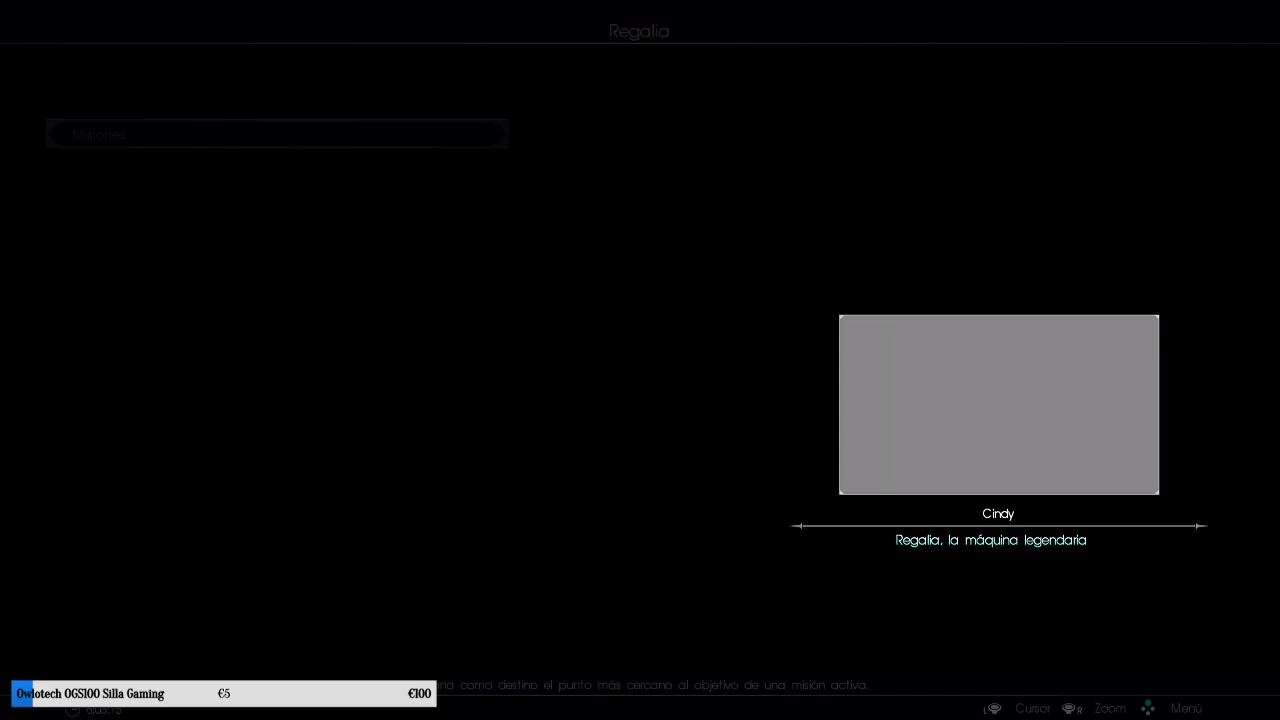 Regalia
Misiones
Cindy
Regalia, la máquina legendaria
como destino el punto más cercano al objetivo de una misión activa.
Owlotech OGS100 Silla Gaming €5 €100
L Cursor R Zoom Menú